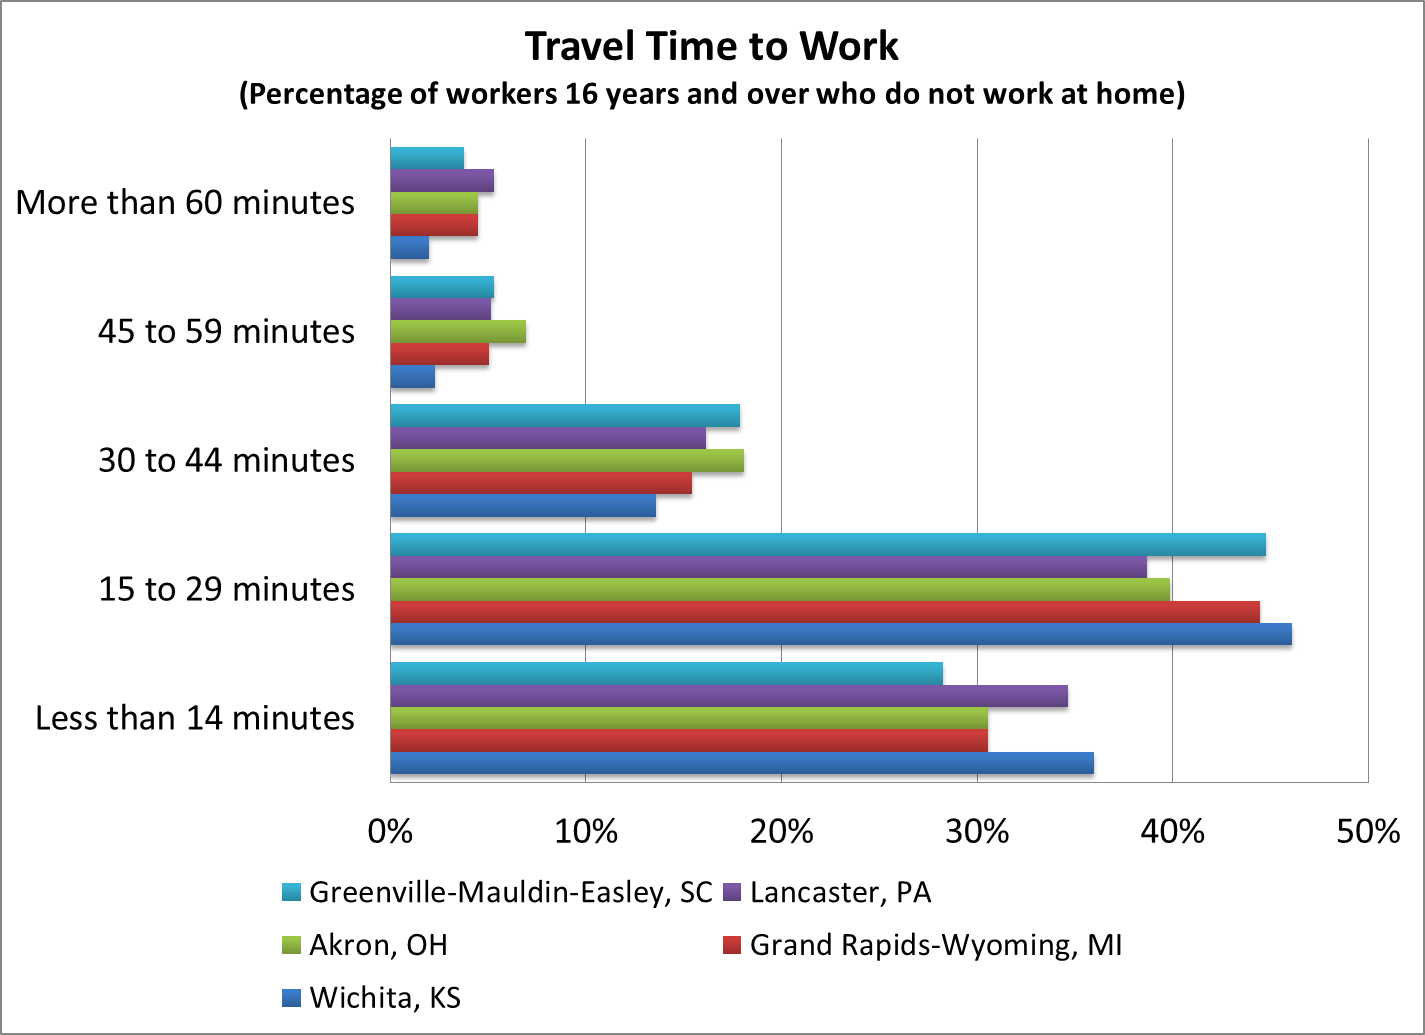 Travel Time to Work
(Percentage of workers 16 years and over who do not work at home)
More than 60 minutes
45 to 59 minutes
30 to 44 minutes
15 to 29 minutes
Less than 14 minutes
0% 10% 20% 30% 40% 50%
Greenville-Mauldin-Easley, SC Lancaster, PA
Akron, OH Grand Rapids-Wyoming, MI
Wichita, KS